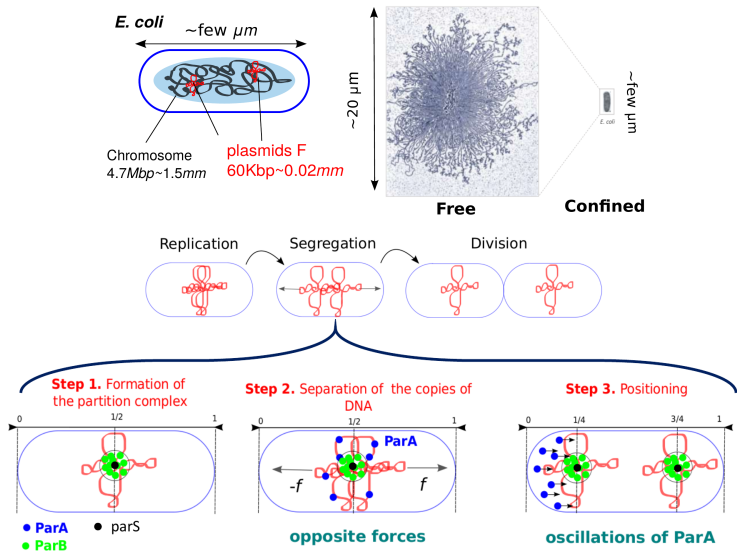 E. coli
~few µm
Chromosome
4.7Mbp~1.5mm
plasmids F
60Kbp~0.02mm
~20 µm
Free
E. coli
~few µm
Confined
Replication
Segregation
Division
Step 1. Formation of
the partition complex
0
1/2
1
ParA
ParB
parS
Step 2. Separation of the copies of
DNA
0
1/2
1
ParA
-f
f
opposite forces
Step 3. Positioning
0
1/4
3/4
1
oscillations of ParA